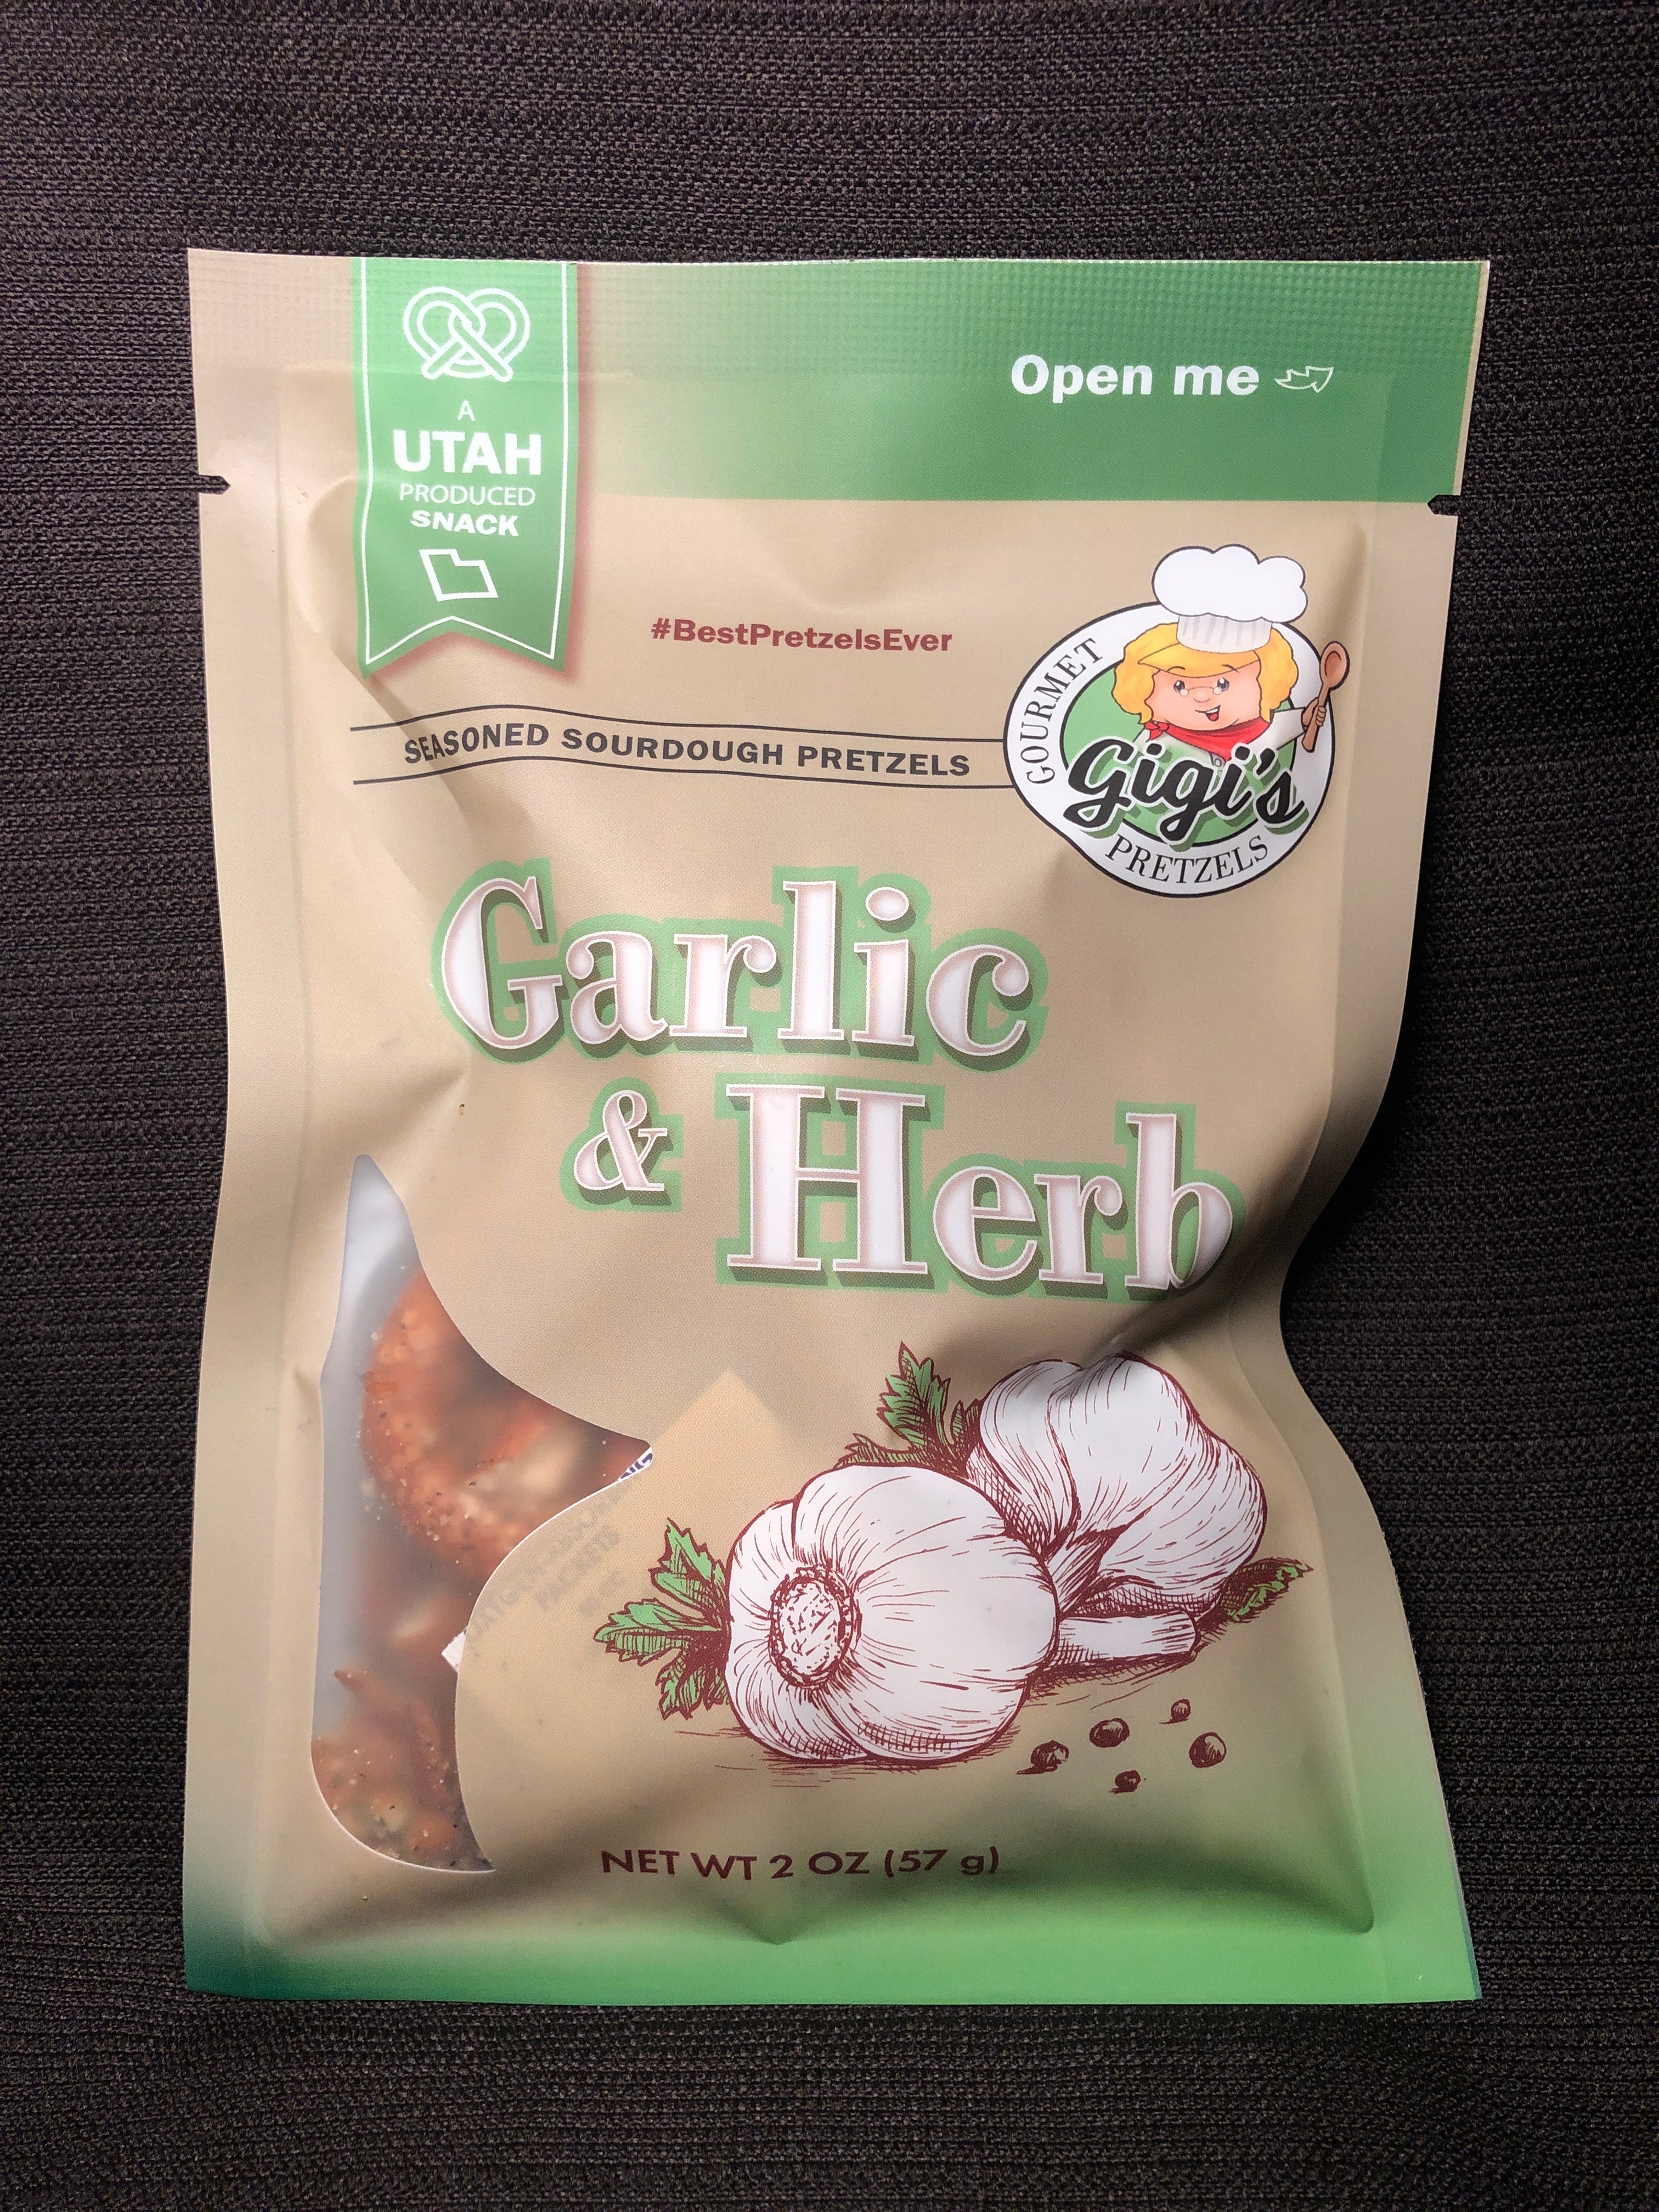 Open me
A
UTAH
PRODUCED
SNACK
#BestPretzelsEver
SEASONED SOURDOUGH PRETZELS
GOURMET
Gigi's
PRETZELS
Garlic
& Herb
PACKETS
NET WT 2 OZ (57 g)